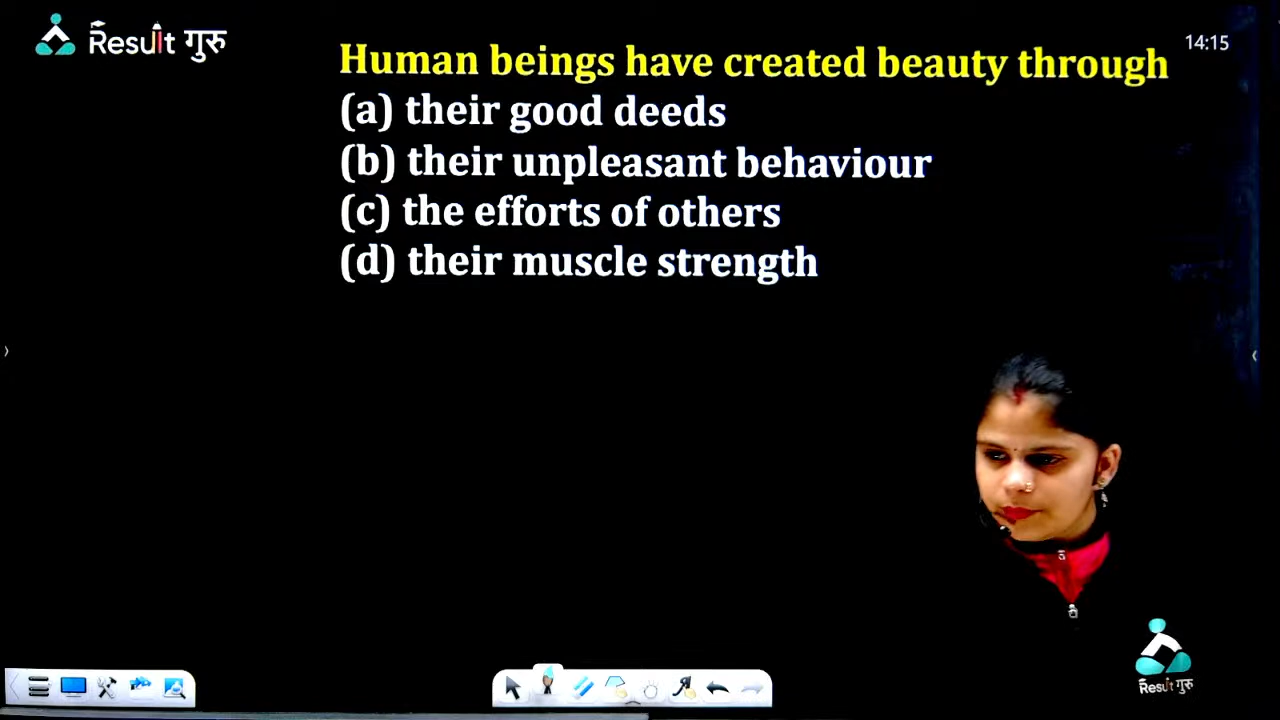 Result गुरु
Human beings have created beauty through
14:15
(a) their good deeds
(b) their unpleasant behaviour
(c) the efforts of others
(d) their muscle strength
Result गुरु